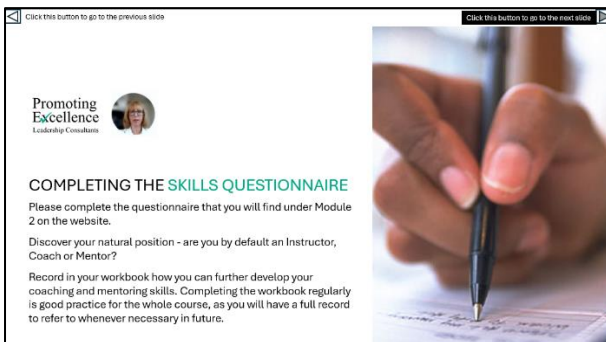 Click this button to go to the previous slide
Click this button to go to the next slide
Promoting
Excellence
Leadership Consultants
COMPLETING THE SKILLS QUESTIONNAIRE
Please complete the questionnaire that you will find under Module
2 on the website.
Discover your natural position - are you by default an Instructor,
Coach or Mentor?
Record in your workbook how you can further develop your
coaching and mentoring skills. Completing the workbook regularly
is good practice for the whole course, as you will have a full record
to refer to whenever necessary in future.